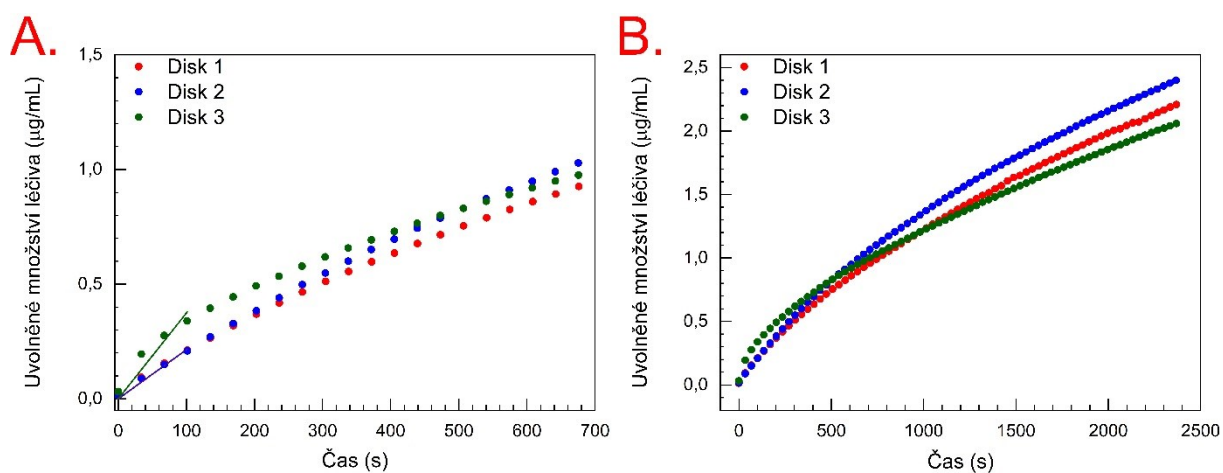 A.
Uvolněné množství léčiva (μg/mL)
1,5
1,0
0,5
0,0
Disk 1
Disk 2
Disk 3
0 100 200 300 400 500 600 700
Čas (s)
B.
Uvolněné množství léčiva (μg/mL)
2,5
2,0
1,5
1,0
0,5
0,0
Disk 1
Disk 2
Disk 3
0 500 1000 1500 2000 2500
Čas (s)